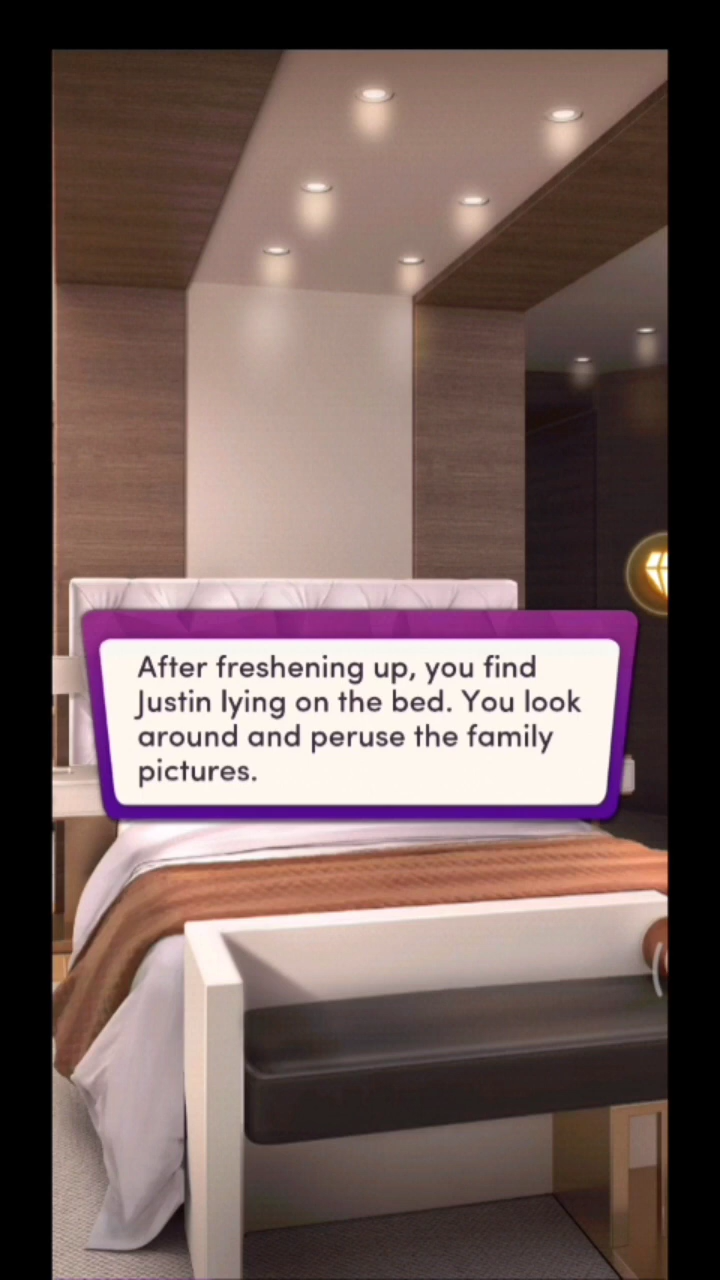 After freshening up, you find
Justin lying on the bed. You look
around and peruse the family
pictures.